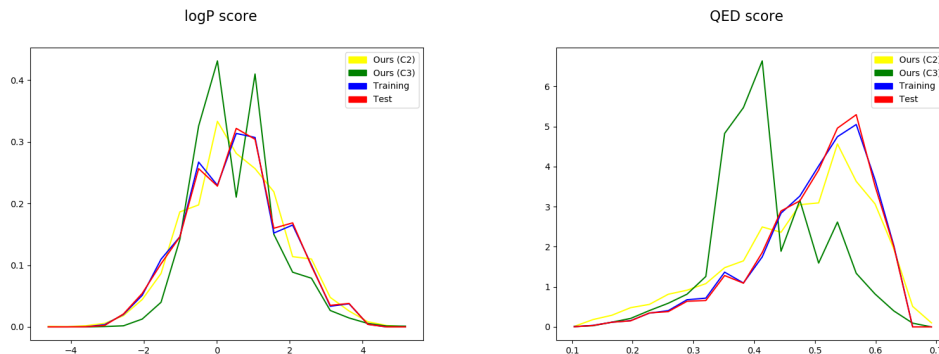 logP score
0.4
0.3
0.2
0.1
0.0
−4
−2
0
2
4
Ours (C2)
Ours (C3)
Training
Test
QED score
6
5
4
3
2
1
0
0.1
0.2
0.3
0.4
0.5
0.6
Ours (C2)
Ours (C3)
Training
Test